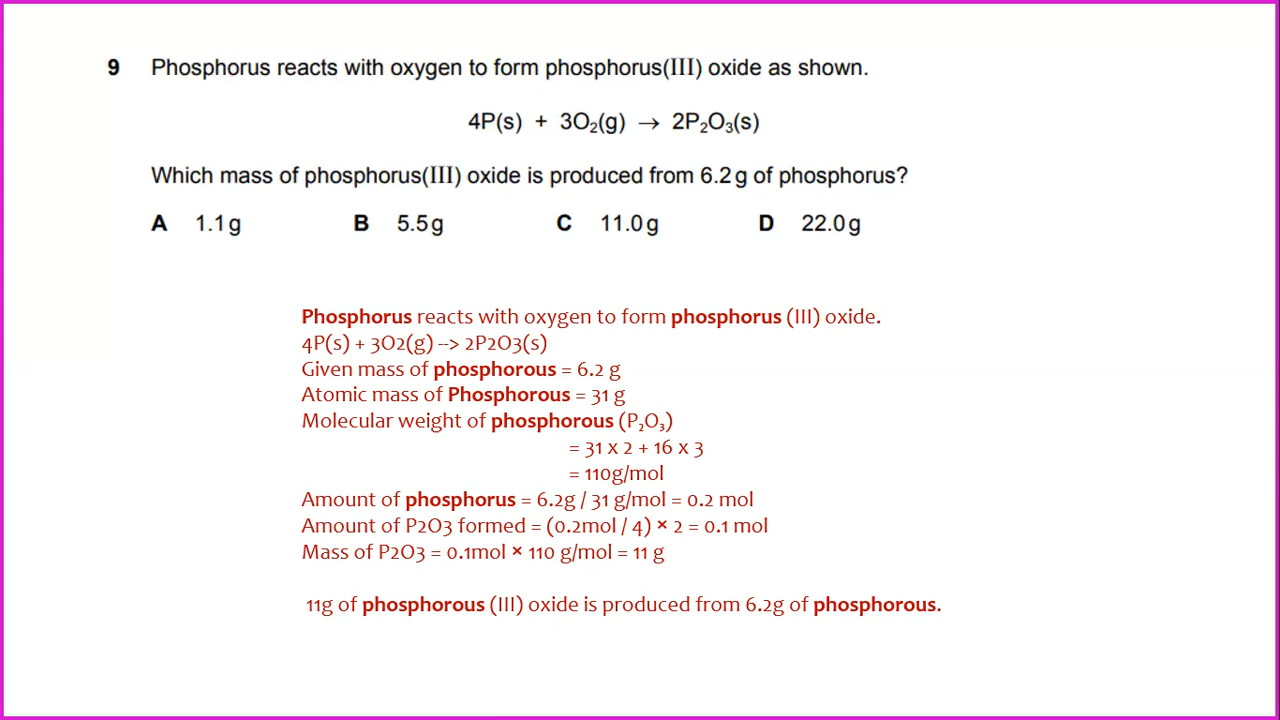 9 Phosphorus reacts with oxygen to form phosphorus(III) oxide as shown.
4P(s) + 3O₂(g) → 2P₂O₃(s)
Which mass of phosphorus(III) oxide is produced from 6.2 g of phosphorus?
A 1.1 g B 5.5 g C 11.0 g D 22.0 g
Phosphorus reacts with oxygen to form phosphorus (III) oxide.
4P(s) + 3O2(g) --> 2P2O3(s)
Given mass of phosphorous = 6.2 g
Atomic mass of Phosphorous = 31 g
Molecular weight of phosphorous (P₂O₃)
= 31 x 2 + 16 x 3
= 110g/mol
Amount of phosphorus = 6.2g / 31 g/mol = 0.2 mol
Amount of P2O3 formed = (0.2mol / 4) × 2 = 0.1 mol
Mass of P2O3 = 0.1mol × 110 g/mol = 11 g
11g of phosphorous (III) oxide is produced from 6.2g of phosphorous.